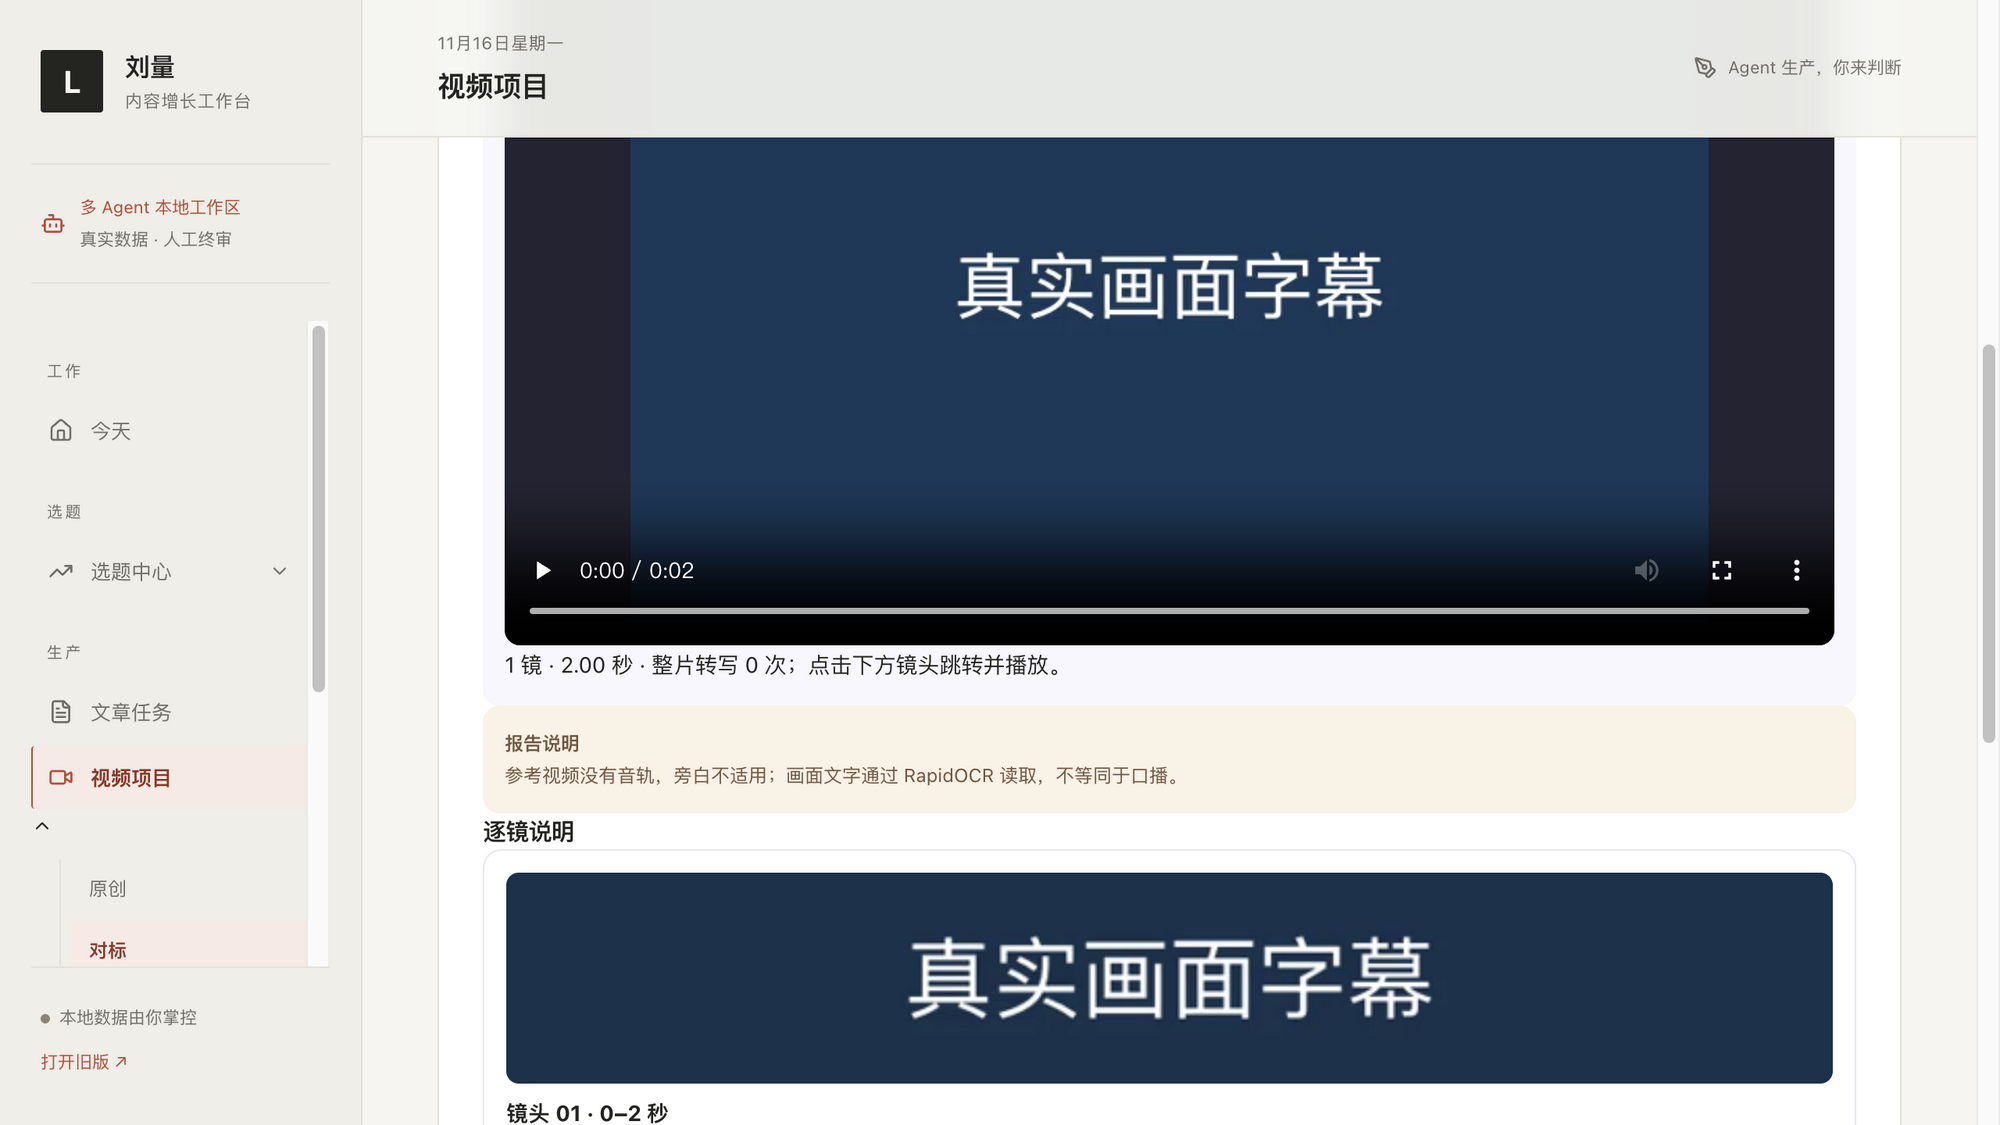 L
刘量
内容增长工作台
多 Agent 本地工作区
真实数据 · 人工终审
工作
今天
选题
选题中心
生产
文章任务
视频项目
原创
对标
本地数据由你掌控
打开旧版 ↗
11月16日星期一
视频项目
Agent 生产，你来判断
真实画面字幕
0:00 / 0:02
1 镜 · 2.00 秒 · 整片转写 0 次；点击下方镜头跳转并播放。
报告说明
参考视频没有音轨，旁白不适用；画面文字通过 RapidOCR 读取，不等同于口播。
逐镜说明
真实画面字幕
镜头 01 · 0–2 秒